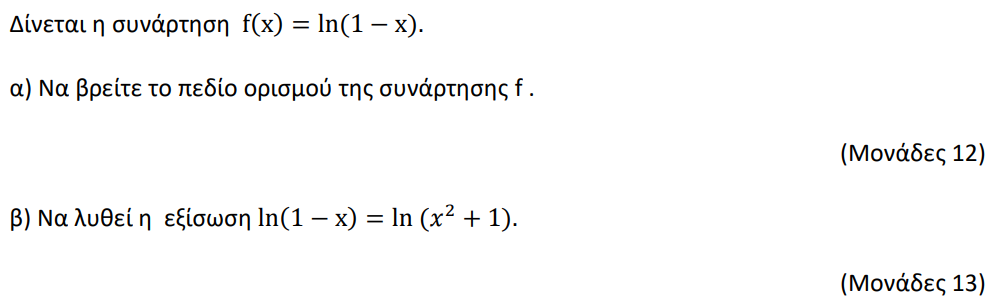 Δίνεται η συνάρτηση f(x) = ln(1 − x).
α) Να βρείτε το πεδίο ορισμού της συνάρτησης f .
(Μονάδες 12)
β) Να λυθεί η εξίσωση ln(1 − x) = ln (𝑥² + 1).
(Μονάδες 13)